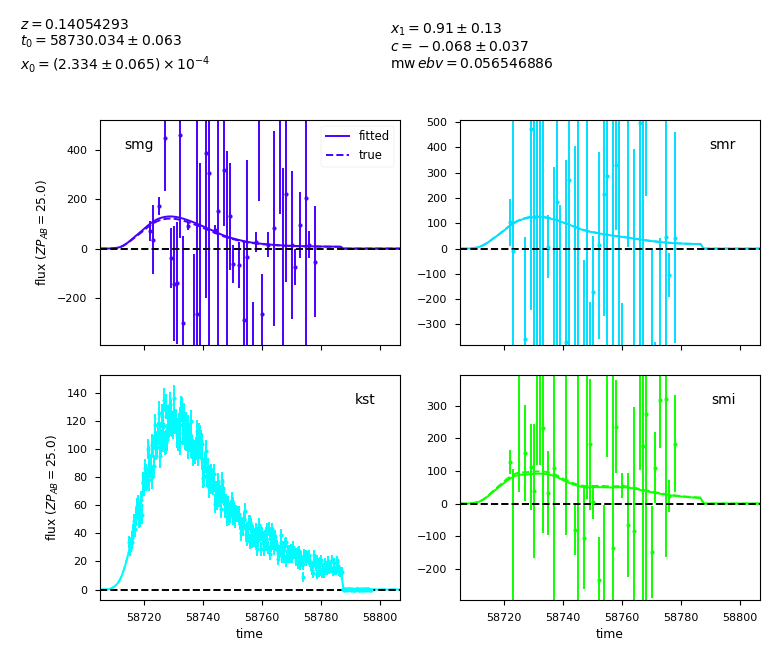 z = 0.14054293
t₀ = 58730.034 ± 0.063
x₀ = (2.334 ± 0.065) × 10⁻⁴
x₁ = 0.91 ± 0.13
c = −0.068 ± 0.037
mw ebv = 0.056546886
smg
fitted
true
400
200
0
−200
flux (ZP_AB = 25.0)
smr
500
400
300
200
100
0
−100
−200
−300
kst
140
120
100
80
60
40
20
0
flux (ZP_AB = 25.0)
58720 58740 58760 58780 58800
time
smi
300
200
100
0
−100
−200
58720 58740 58760 58780 58800
time